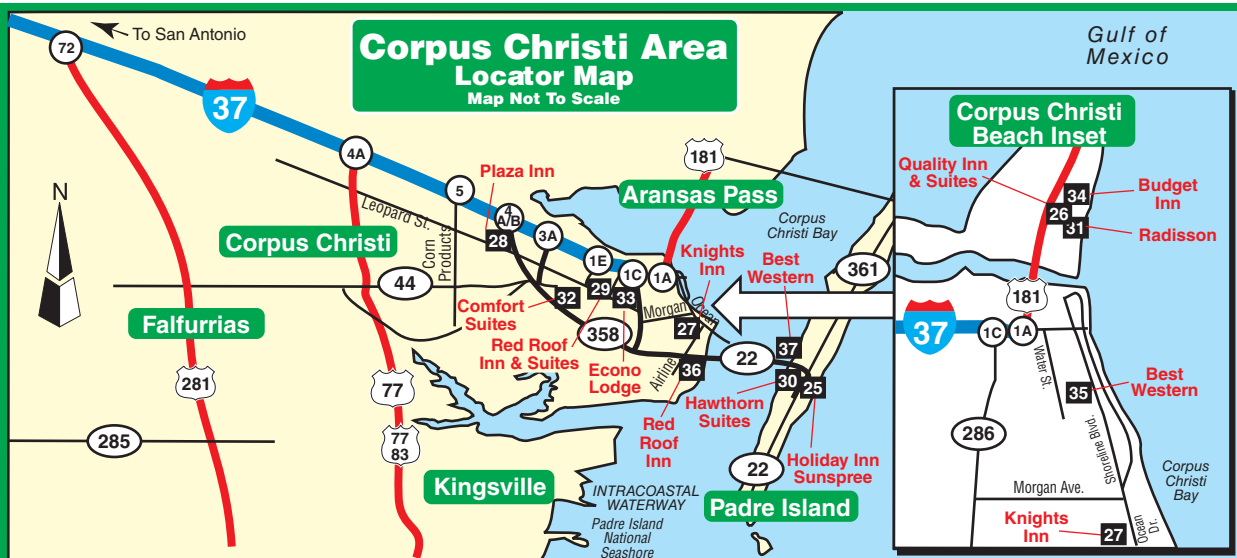 To San Antonio
72
37
Corpus Christi Area
Locator Map
Map Not To Scale
Gulf of
Mexico
N
4A
5
4
A/B
3A
1E
1C
1A
181
Aransas Pass
Plaza Inn
28
Leopard St.
Corn
Products
Corpus Christi
44
Falfurrias
281
285
77
77
83
Kingsville
Comfort
Suites
32
29
Red Roof
Inn & Suites
33
Econo
Lodge
358
Morgan
Ocean
Knights
Inn
27
Airline
36
Red
Roof
Inn
22
Best
Western
37
30
Hawthorn
Suites
25
Holiday Inn
Sunspree
Corpus
Christi Bay
361
22
Padre Island
INTRACOASTAL
WATERWAY
Padre Island
National
Seashore
Corpus Christi
Beach Inset
Quality Inn
& Suites
26
34
Budget
Inn
31
Radisson
181
37
1C
1A
Water St.
35
Best
Western
286
Shoreline Blvd.
Corpus
Christi
Bay
Morgan Ave.
Knights
Inn
27
Ocean
Dr.